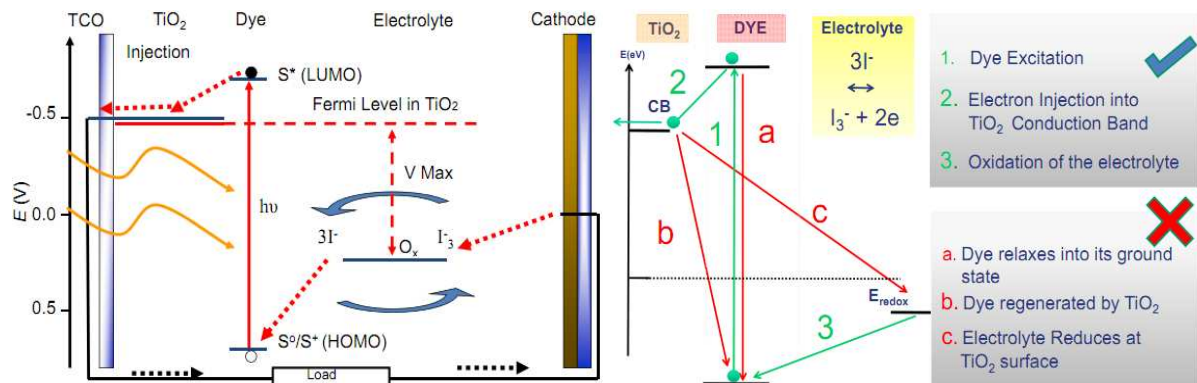 TCO TiO2 Dye Electrolyte Cathode
Injection
S* (LUMO)
Fermi Level in TiO2
-0.5
E (V)
V Max
0.0
hυ
3I-
Ox
I-3
0.5
So/S+ (HOMO)
Load
TiO2 DYE Electrolyte
3I-
↔
I3- + 2e
E(eV)
CB
2
1
a
b
c
Eredox
3
1. Dye Excitation
2. Electron Injection into
TiO2 Conduction Band
3. Oxidation of the electrolyte
a. Dye relaxes into its ground
state
b. Dye regenerated by TiO2
c. Electrolyte Reduces at
TiO2 surface